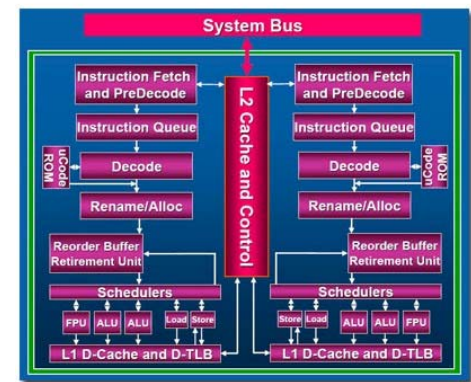 System Bus
Instruction Fetch
and PreDecode
Instruction Queue
uCode
ROM
Decode
Rename/Alloc
Reorder Buffer
Retirement Unit
Schedulers
FPU
ALU
ALU
Load
Store
L1 D-Cache and D-TLB
L2 Cache and Control
Instruction Fetch
and PreDecode
Instruction Queue
Decode
uCode
ROM
Rename/Alloc
Reorder Buffer
Retirement Unit
Schedulers
Store
Load
ALU
ALU
FPU
L1 D-Cache and D-TLB